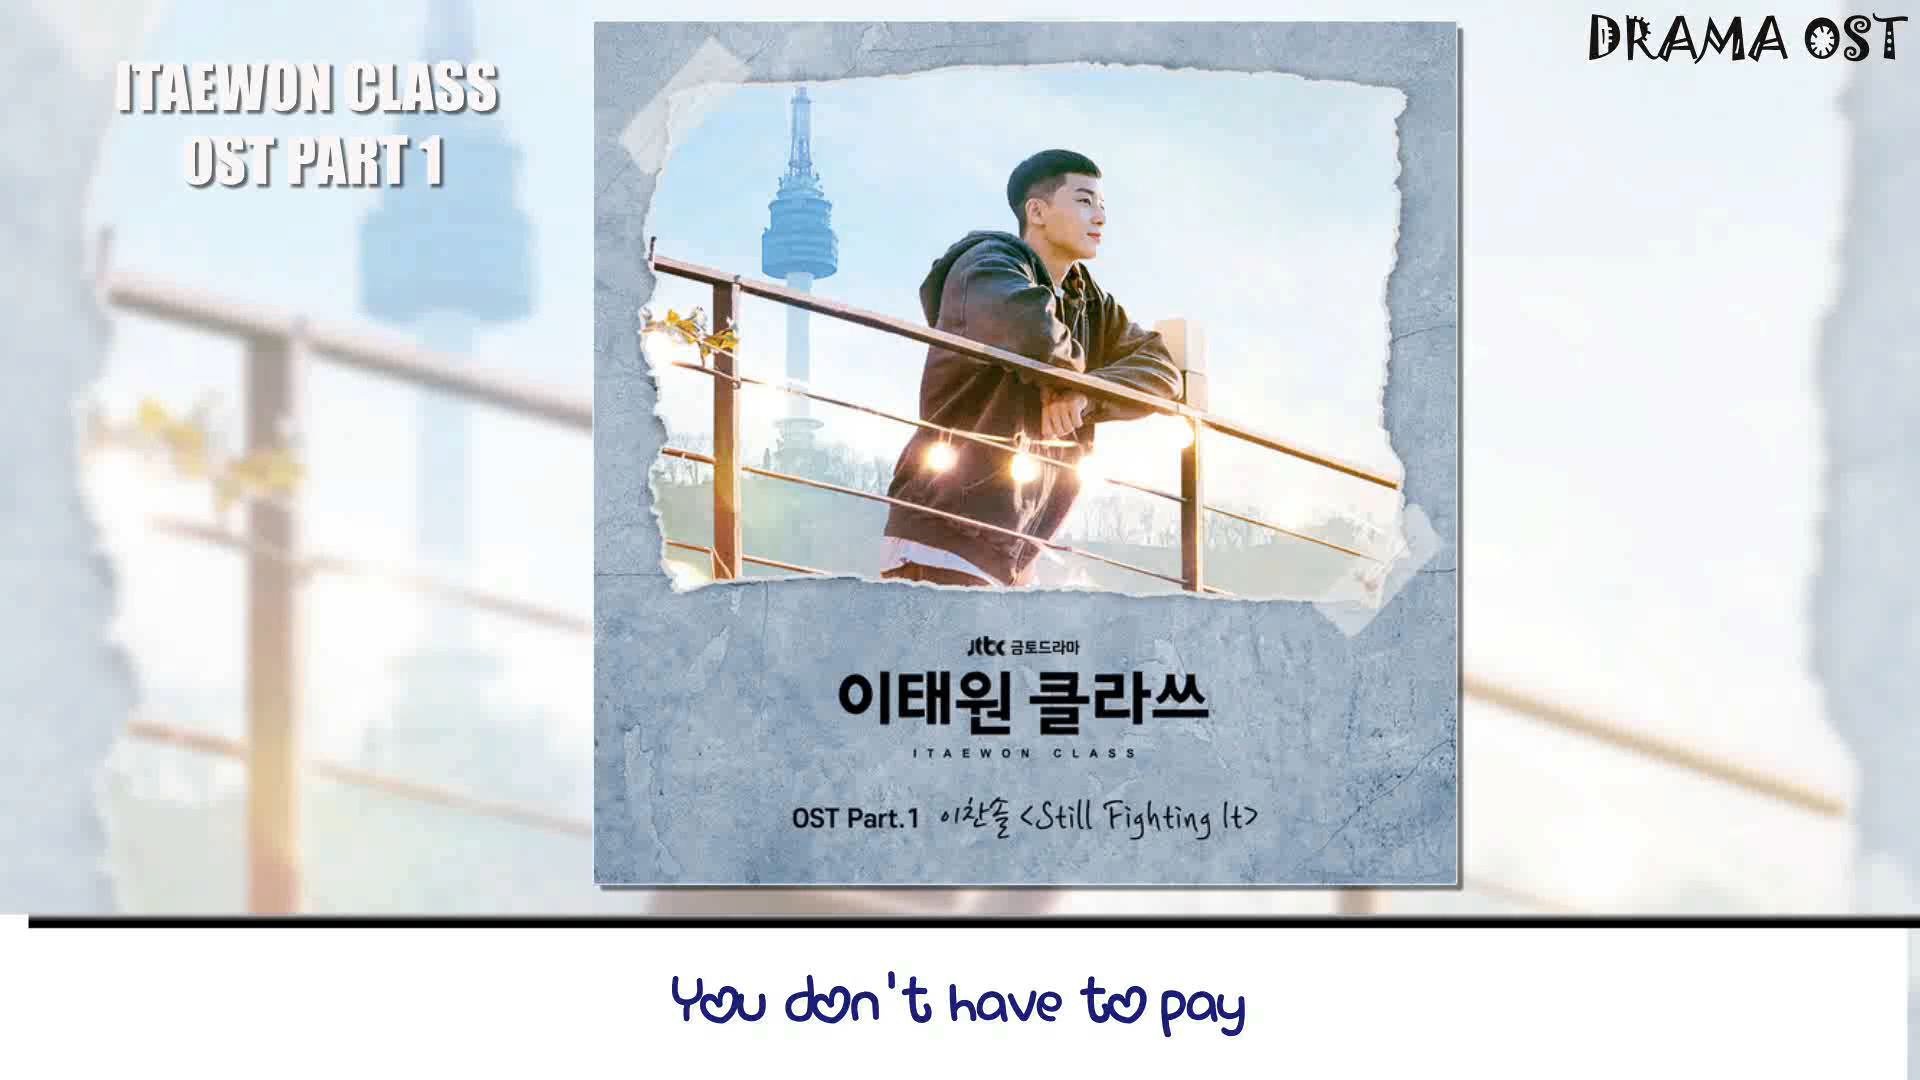 ITAEWON CLASS
OST PART 1
DRAMA OST
jtbc 금토드라마
이태원 클라쓰
ITAEWON CLASS
OST Part.1 이찬솔 <Still Fighting It>
You don't have to pay